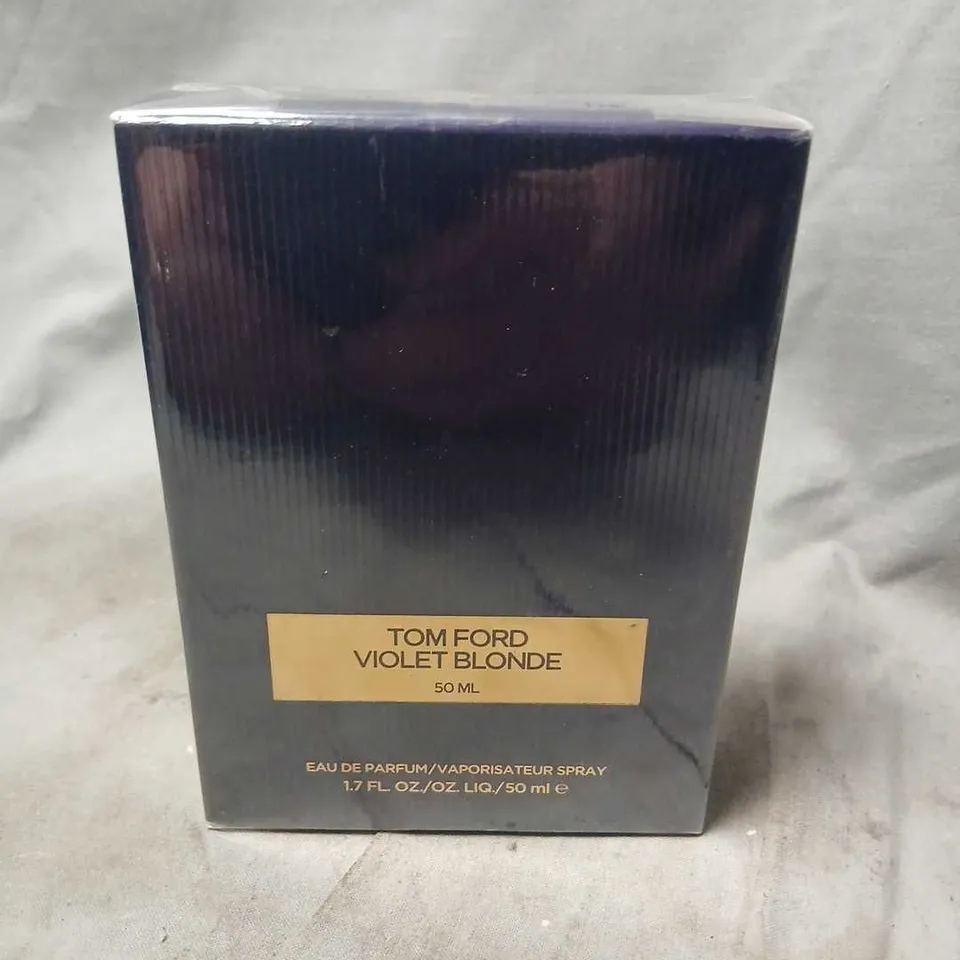 TOM FORD
VIOLET BLONDE
50 ML
EAU DE PARFUM/VAPORISATEUR SPRAY
1.7 FL. OZ./OZ. LIQ./50 ml ℮